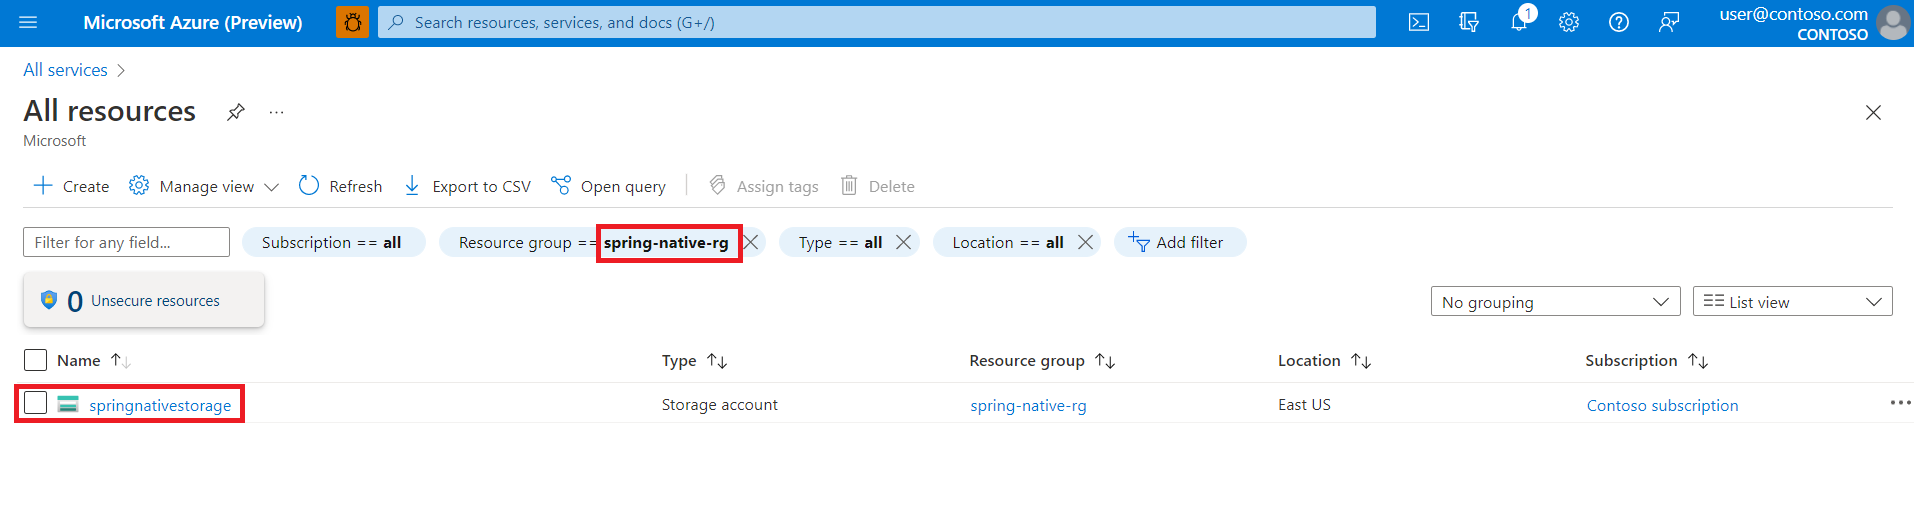 Microsoft Azure (Preview)
Search resources, services, and docs (G+/)
1
user@contoso.com
CONTOSO
All services
All resources
...
Microsoft
Create
Manage view
Refresh
Export to CSV
Open query
Assign tags
Delete
Filter for any field...
Subscription == all
Resource group == spring-native-rg
Type == all
Location == all
Add filter
0 Unsecure resources
No grouping
List view
Name
Type
Resource group
Location
Subscription
springnativestorage
Storage account
spring-native-rg
East US
Contoso subscription
...